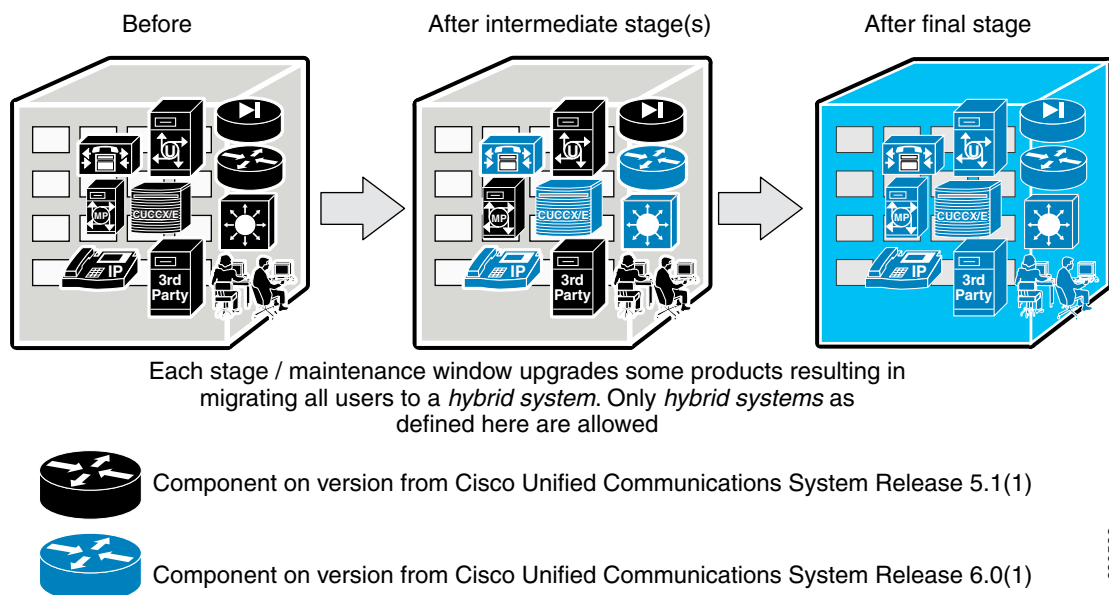 Before
After intermediate stage(s)
After final stage
U
MP
CUCCX/E
IP
3rd
Party
U
MP
CUCCX/E
IP
3rd
Party
U
MP
CUCCX/E
IP
3rd
Party
Each stage / maintenance window upgrades some products resulting in
migrating all users to a hybrid system. Only hybrid systems as
defined here are allowed
Component on version from Cisco Unified Communications System Release 5.1(1)
Component on version from Cisco Unified Communications System Release 6.0(1)